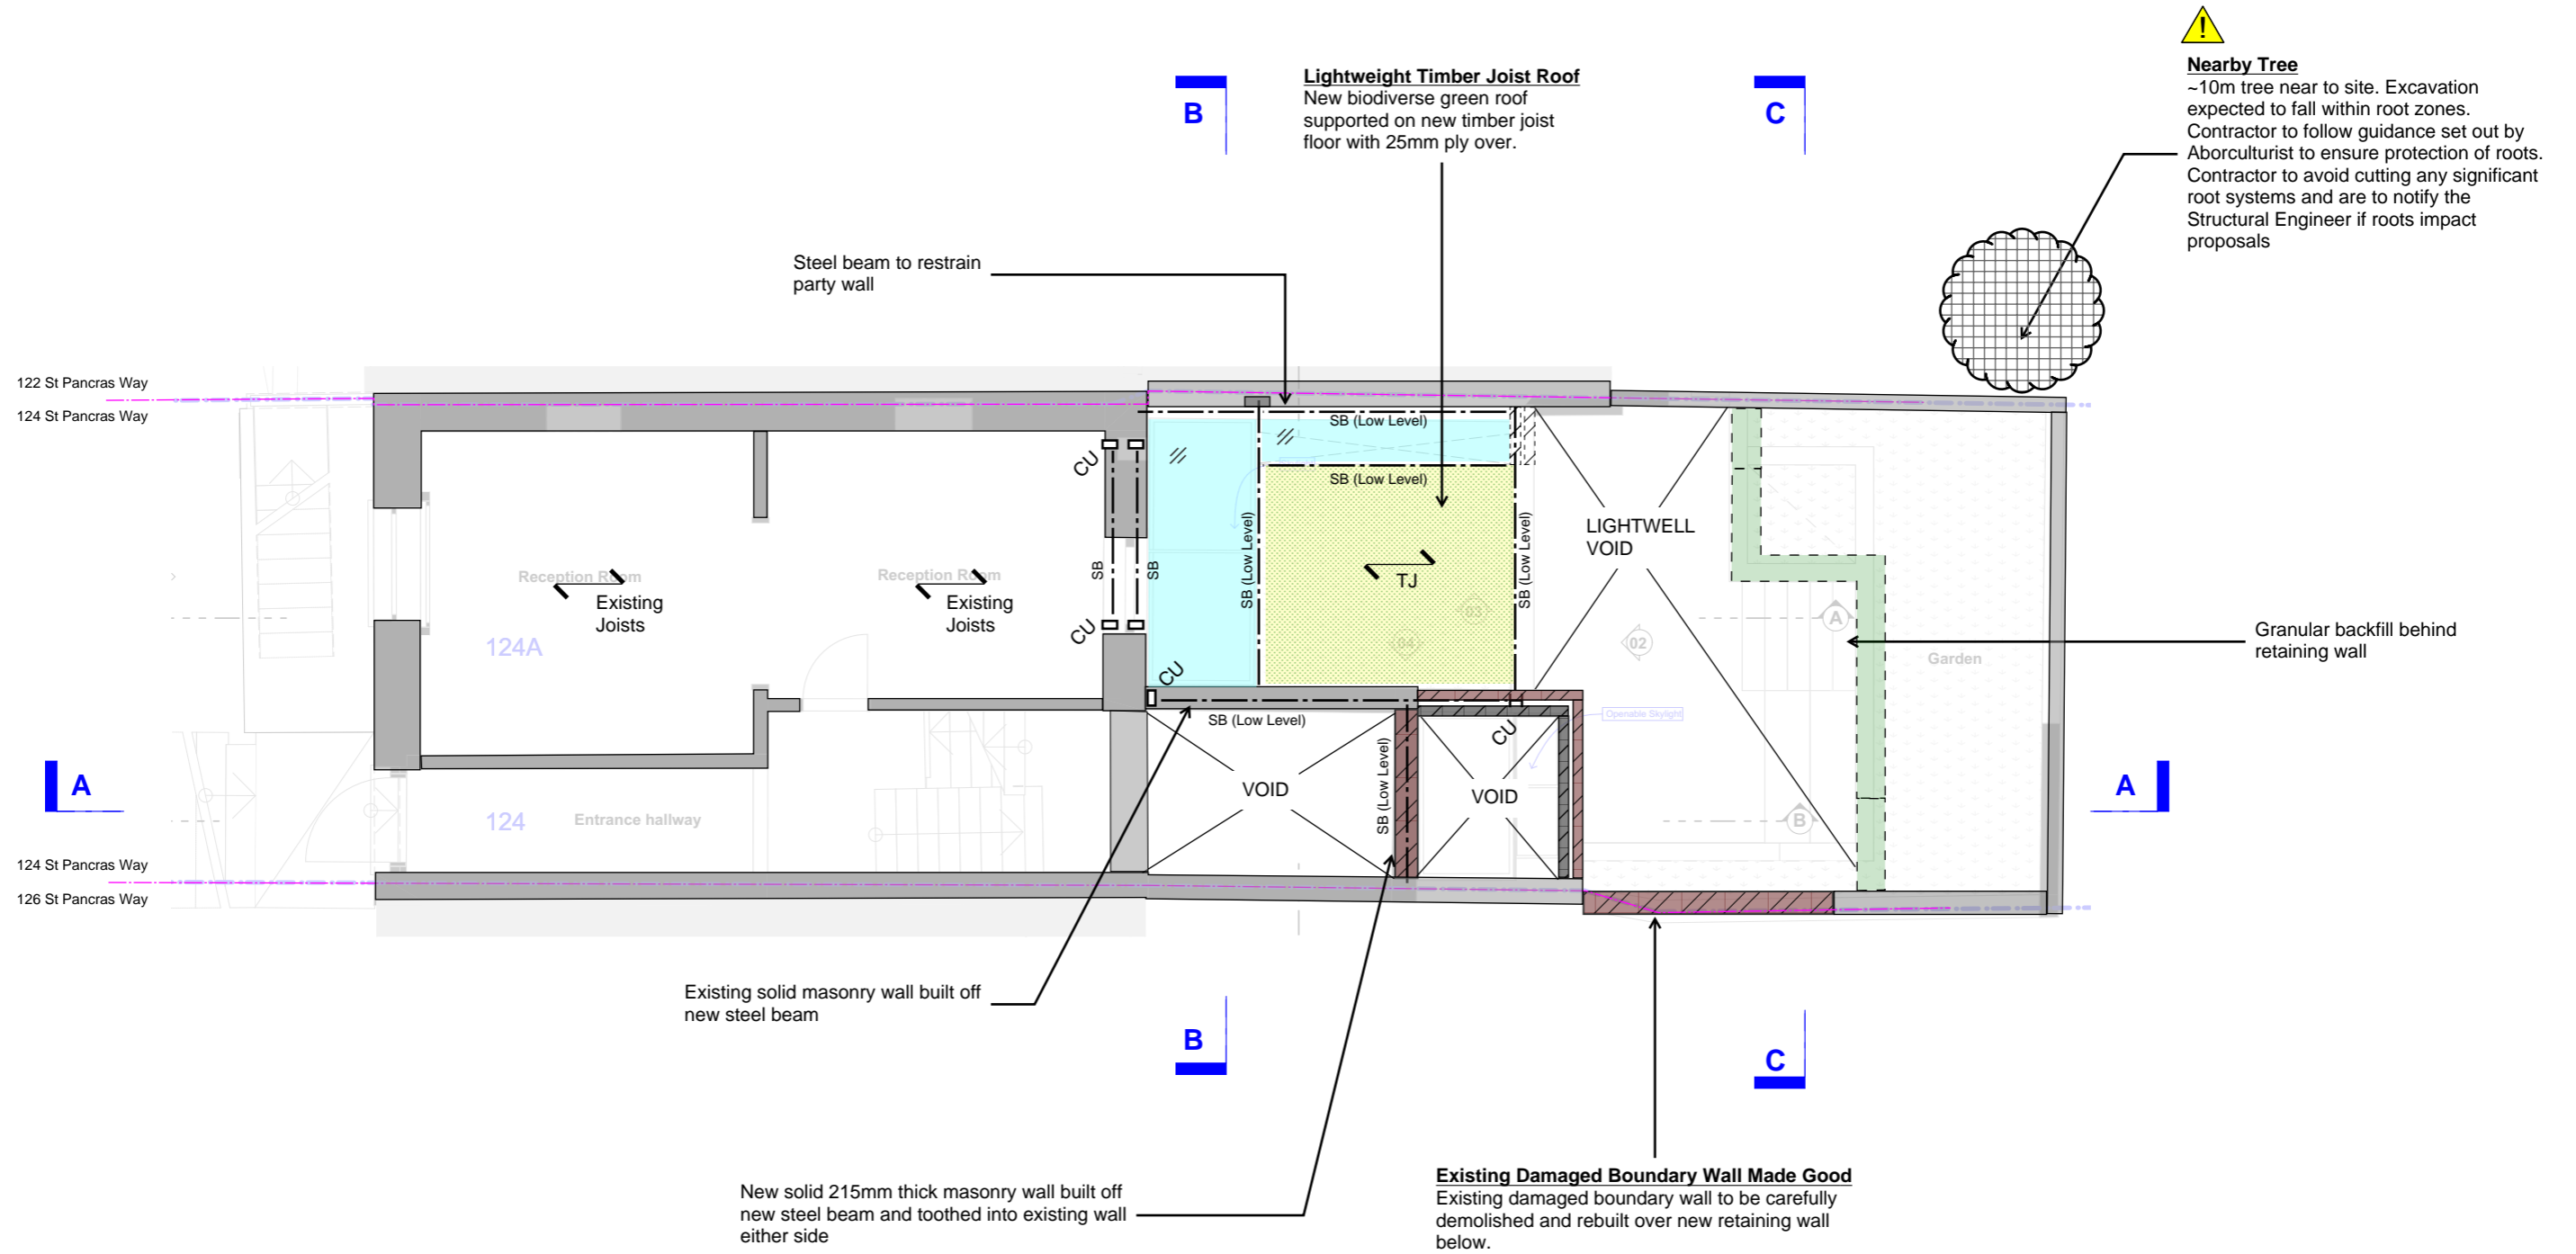 Nearby Tree
~10m tree near to site. Excavation
expected to fall within root zones.
Contractor to follow guidance set out by
Aborculturist to ensure protection of roots.
Contractor to avoid cutting any significant
root systems and are to notify the
Structural Engineer if roots impact
proposals
Lightweight Timber Joist Roof
New biodiverse green roof
supported on new timber joist
floor with 25mm ply over.
B
C
Steel beam to restrain
party wall
122 St Pancras Way
124 St Pancras Way
SB (Low Level)
CU
SB (Low Level)
LIGHTWELL
VOID
SB
SB
SB (Low Level)
SB (Low Level)
TJ
Reception Room
Existing
Joists
Reception Room
Existing
Joists
03
04
02
A
124A
CU
Garden
Granular backfill behind
retaining wall
CU
SB (Low Level)
Openable Skylight
CU
SB (Low Level)
VOID
VOID
A
A
124
Entrance hallway
B
124 St Pancras Way
126 St Pancras Way
Existing solid masonry wall built off
new steel beam
B
C
New solid 215mm thick masonry wall built off
new steel beam and toothed into existing wall
either side
Existing Damaged Boundary Wall Made Good
Existing damaged boundary wall to be carefully
demolished and rebuilt over new retaining wall
below.